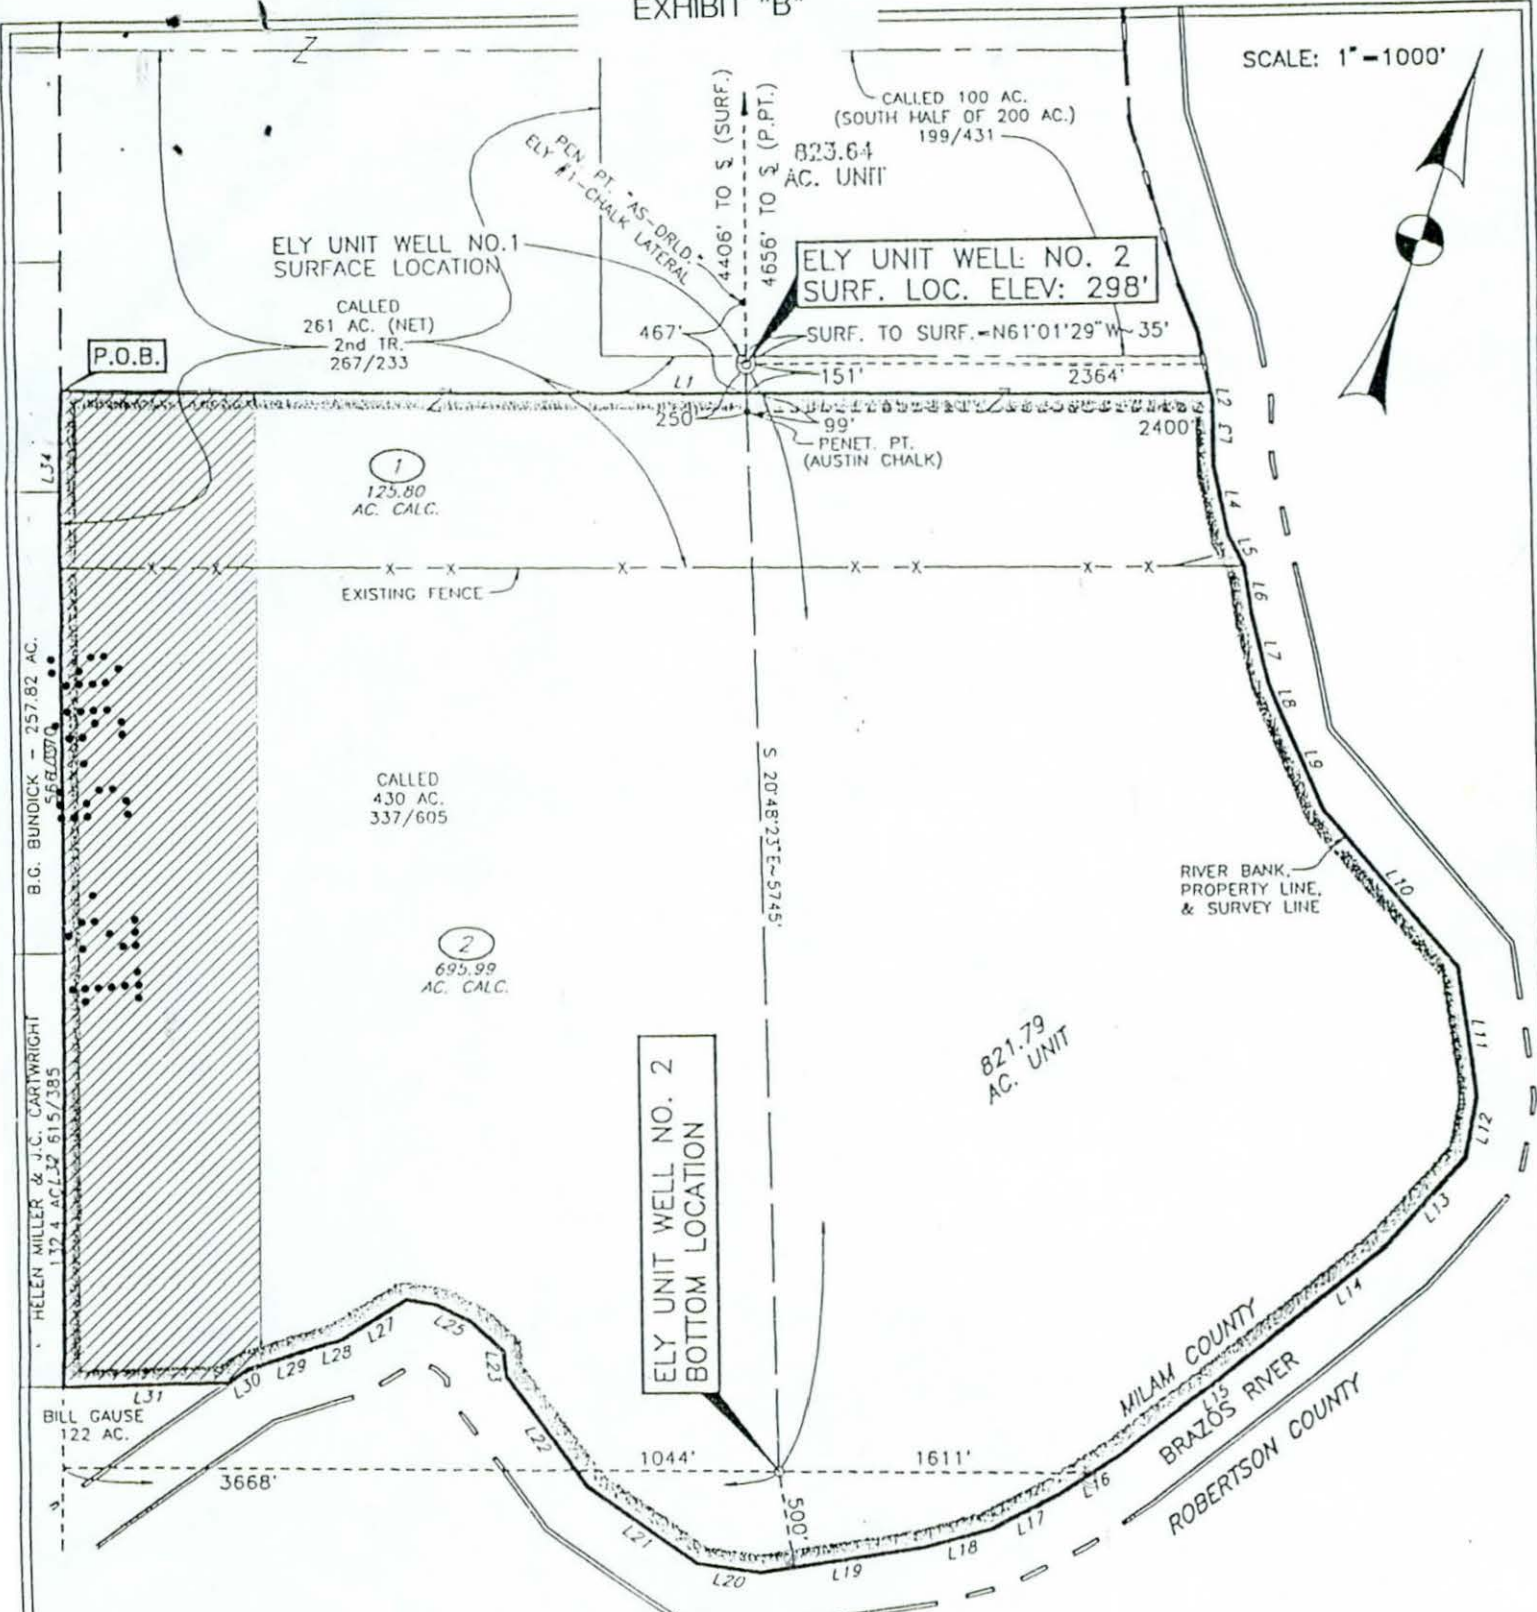 EXHIBIT "B"
SCALE: 1"=1000'
CALLED 100 AC.
(SOUTH HALF OF 200 AC.)
199/431
823.64
AC. UNIT
4406' TO S (SURF.)
4656' TO S (P.PT.)
PEN. PT. "AS-DRLD."
ELY #1-CHALK LATERAL
ELY UNIT WELL NO.1
SURFACE LOCATION
ELY UNIT WELL NO. 2
SURF. LOC. ELEV: 298'
CALLED
261 AC. (NET)
2nd TR.
267/233
467'
SURF. TO SURF.=N61°01'29"W~35'
P.O.B.
L1
151'
2364'
250'
99'
2400'
PENET. PT.
(AUSTIN CHALK)
L2
L3
L34
1
125.80
AC. CALC.
L4
L5
EXISTING FENCE
L6
L7
L8
L9
B.G. BUNDICK - 257.82 AC.
CALLED
430 AC.
337/605
S 20°48'23"E~5745'
RIVER BANK,
PROPERTY LINE,
& SURVEY LINE
L10
2
695.99
AC. CALC.
821.79
AC. UNIT
L11
L12
L13
HELEN MILLER & J.C. CARTWRIGHT
132.4 AC.
L32
615/385
ELY UNIT WELL NO. 2
BOTTOM LOCATION
L14
MILAM COUNTY
L15
BRAZOS RIVER
ROBERTSON COUNTY
L27
L25
L28
L29
L30
L23
L31
BILL GAUSE
122 AC.
L22
3668'
1044'
1611'
L16
500'
L17
L21
L18
L19
L20